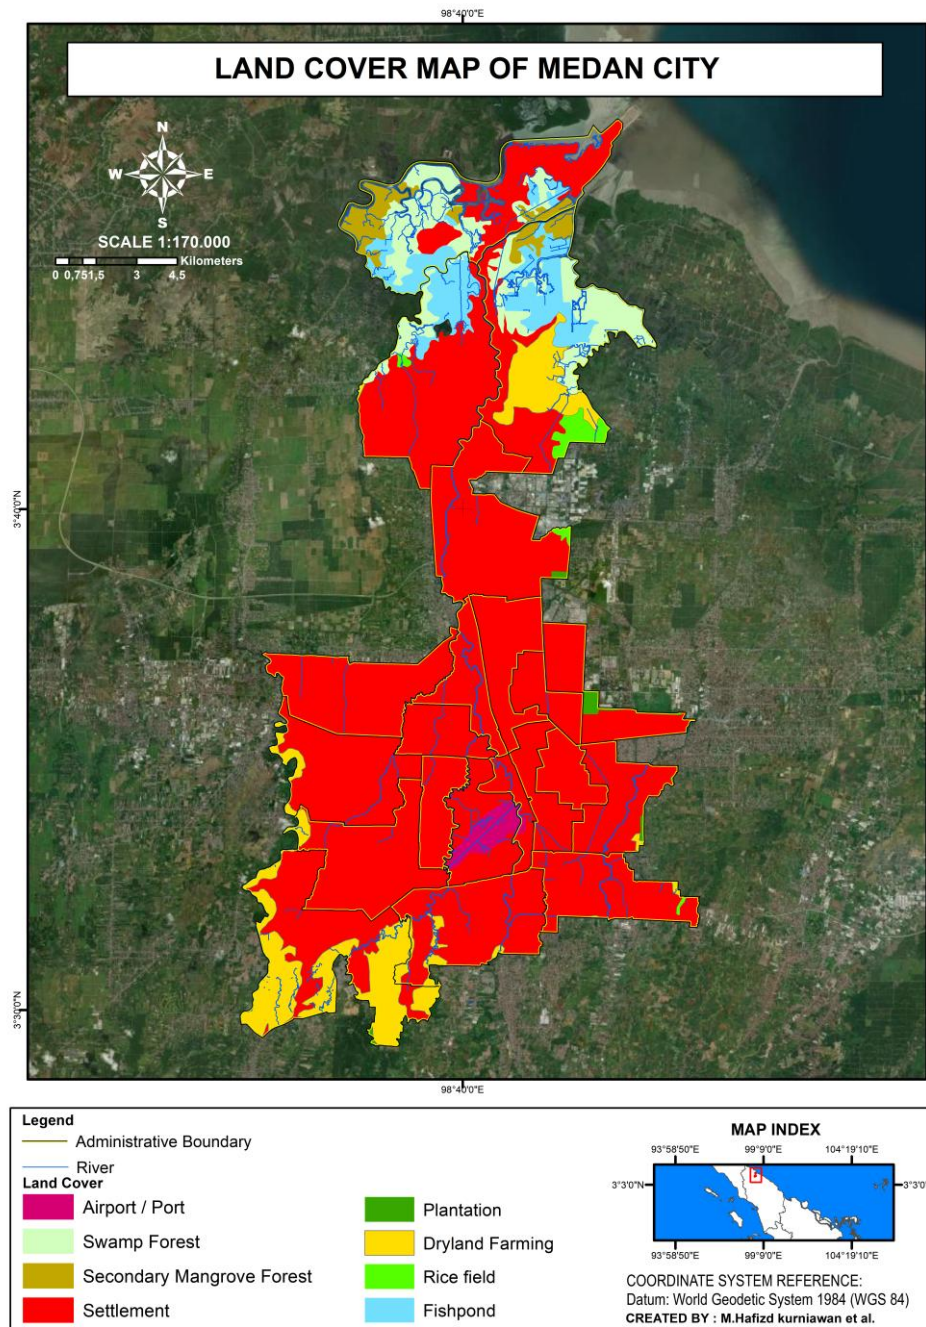 98°40'0"E
LAND COVER MAP OF MEDAN CITY
N
W E
S
SCALE 1:170.000
Kilometers
0 0,751,5 3 4,5
3°40'0"N
3°30'0"N
98°40'0"E
Legend
Administrative Boundary
River
Land Cover
Airport / Port
Swamp Forest
Secondary Mangrove Forest
Settlement
Plantation
Dryland Farming
Rice field
Fishpond
MAP INDEX
93°58'50"E 99°9'0"E 104°19'10"E
3°3'0"N 3°3'0"
93°58'50"E 99°9'0"E 104°19'10"E
COORDINATE SYSTEM REFERENCE:
Datum: World Geodetic System 1984 (WGS 84)
CREATED BY : M.Hafizd kurniawan et al.